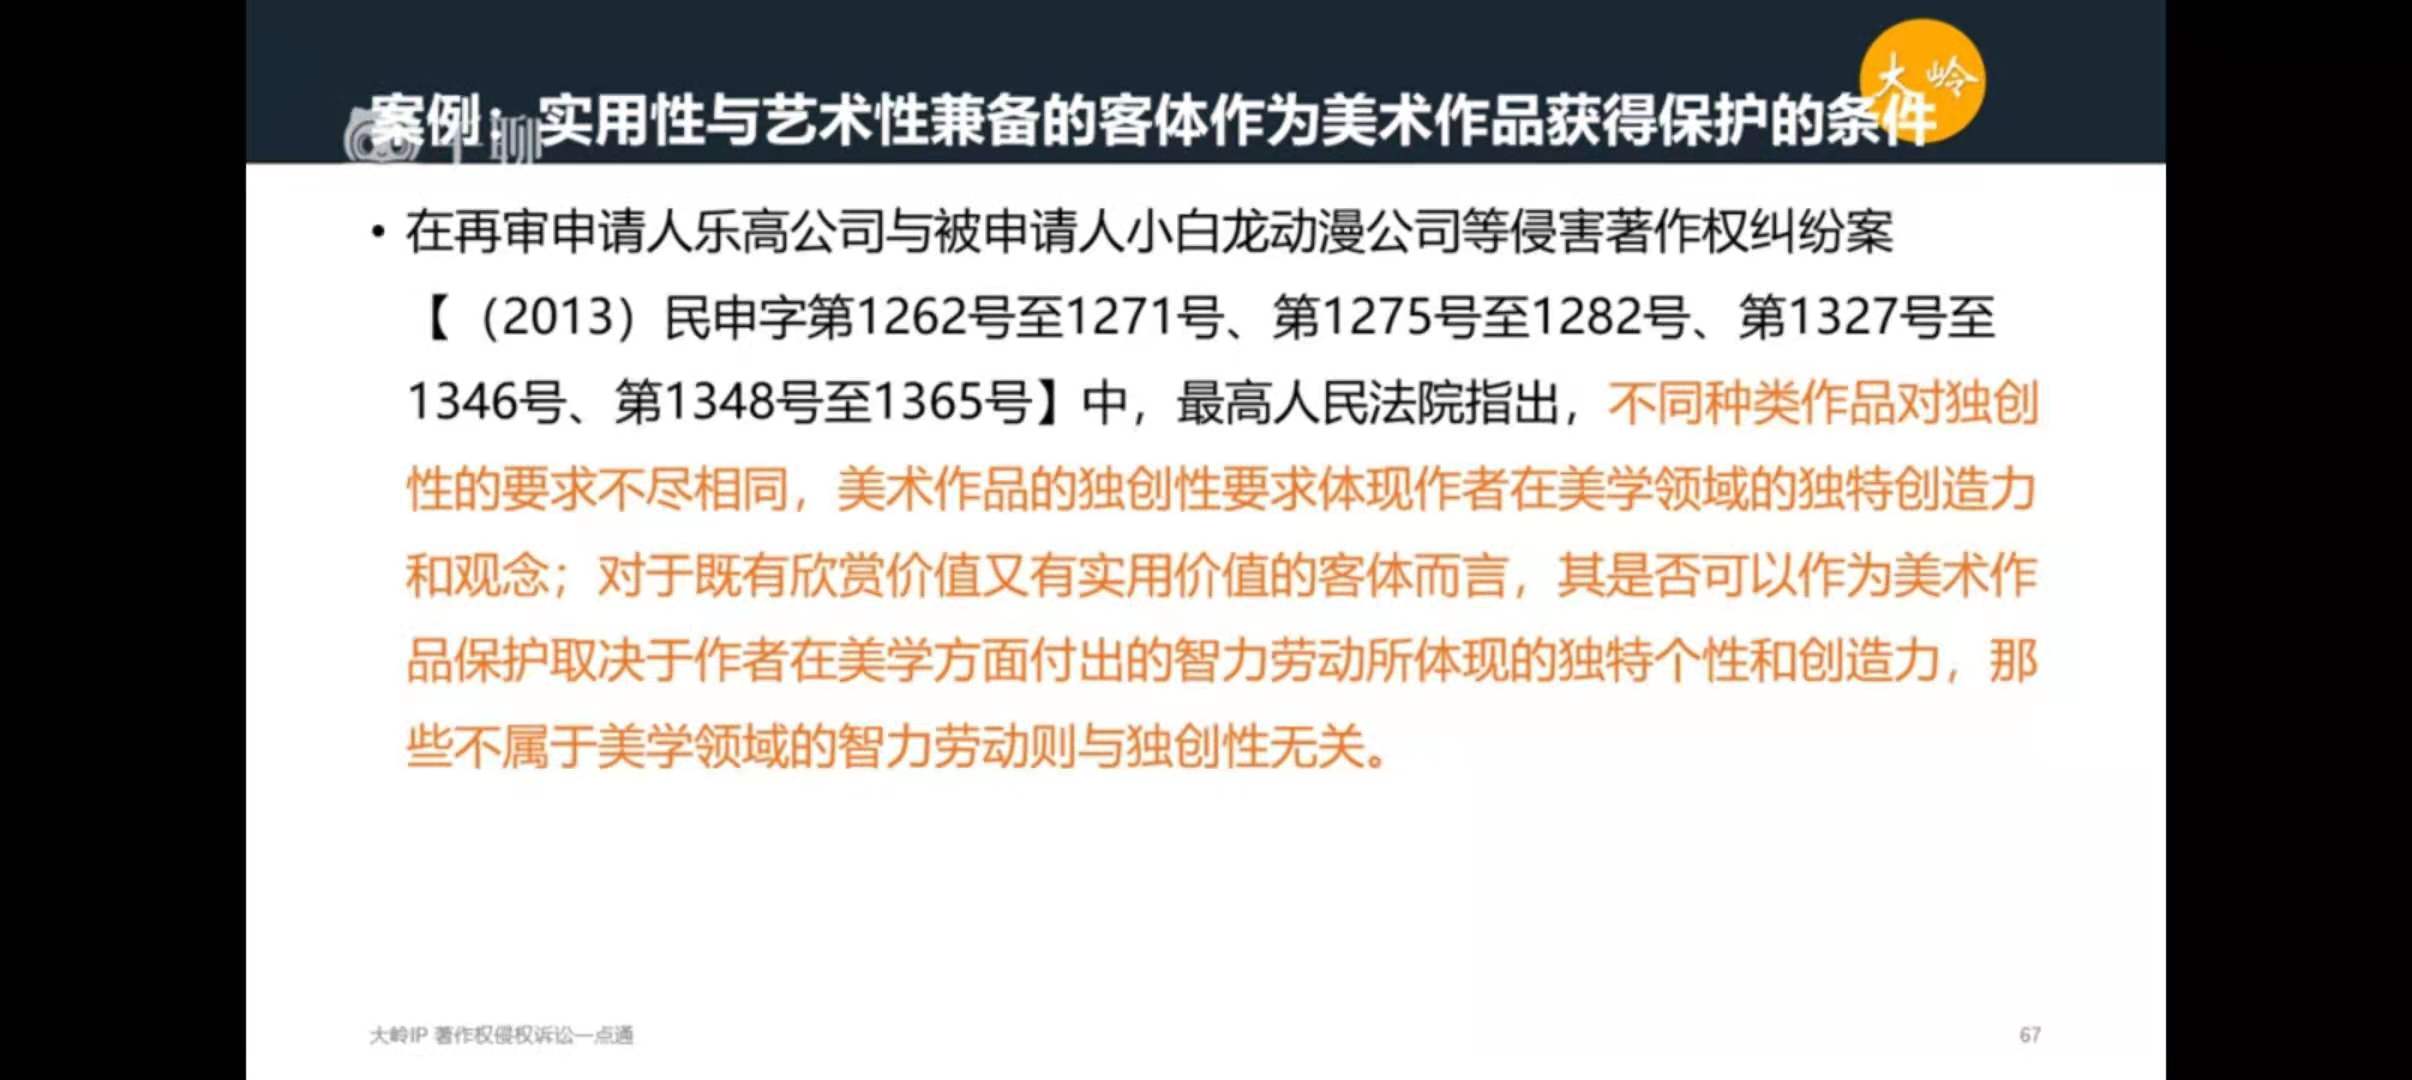 大岭
案例：实用性与艺术性兼备的客体作为美术作品获得保护的条件
千聊
• 在再审申请人乐高公司与被申请人小白龙动漫公司等侵害著作权纠纷案
【（2013）民申字第1262号至1271号、第1275号至1282号、第1327号至
1346号、第1348号至1365号】中，最高人民法院指出，不同种类作品对独创
性的要求不尽相同，美术作品的独创性要求体现作者在美学领域的独特创造力
和观念；对于既有欣赏价值又有实用价值的客体而言，其是否可以作为美术作
品保护取决于作者在美学方面付出的智力劳动所体现的独特个性和创造力，那
些不属于美学领域的智力劳动则与独创性无关。
大岭IP 著作权侵权诉讼一点通
67